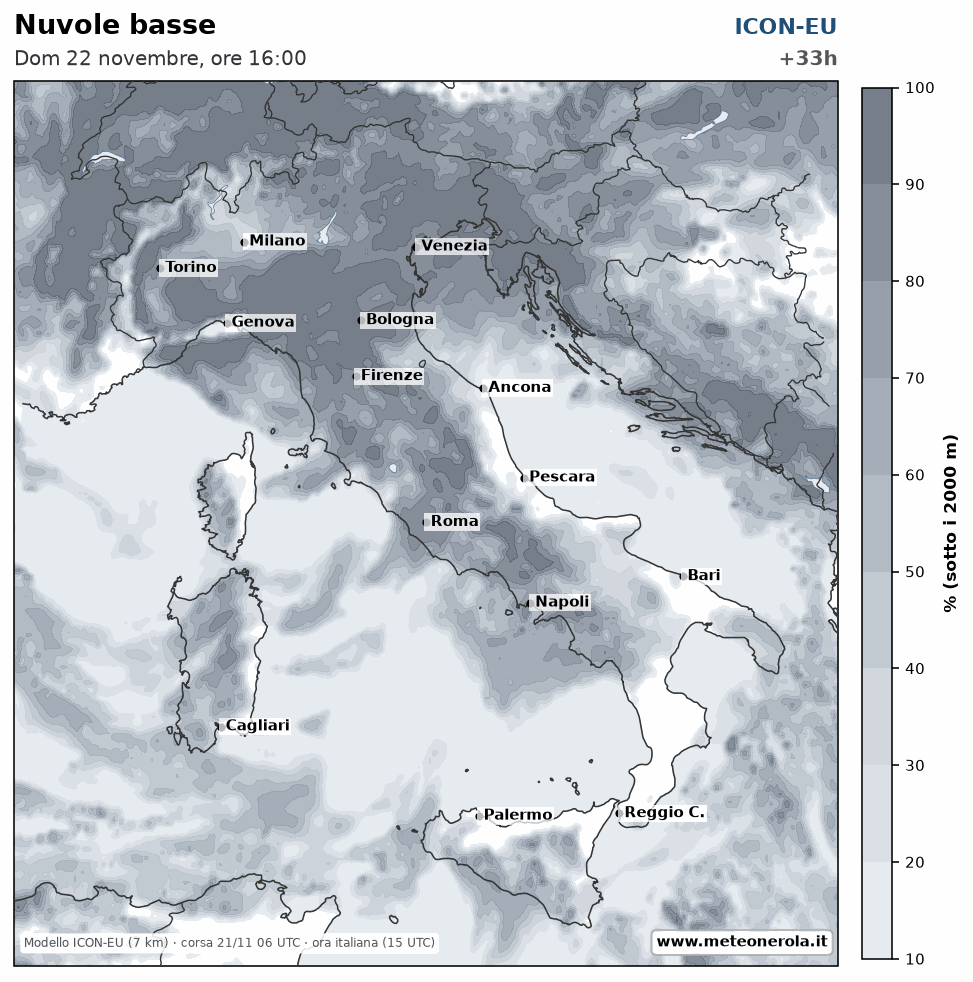 Nuvole basse
ICON-EU
Dom 22 novembre, ore 16:00
+33h
100
90
80
70
60
50
40
30
20
10
% (sotto i 2000 m)
Milano
Venezia
Torino
Genova
Bologna
Firenze
Ancona
Pescara
Roma
Bari
Napoli
Cagliari
Palermo
Reggio C.
Modello ICON-EU (7 km) · corsa 21/11 06 UTC · ora italiana (15 UTC)
www.meteonerola.it